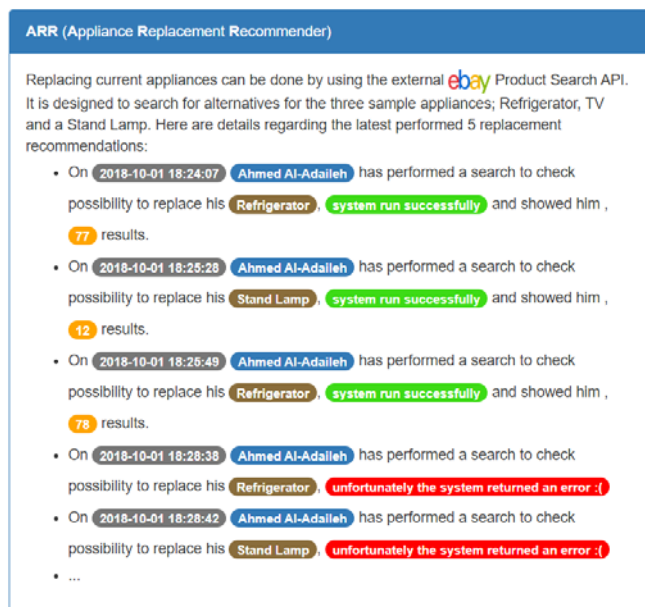 ARR (Appliance Replacement Recommender)
Replacing current appliances can be done by using the external ebay Product Search API.
It is designed to search for alternatives for the three sample appliances; Refrigerator, TV
and a Stand Lamp. Here are details regarding the latest performed 5 replacement
recommendations:
• On 2018-10-01 18:24:07 Ahmed Al-Adaileh has performed a search to check
possibility to replace his Refrigerator, system run successfully and showed him ,
77 results.
• On 2018-10-01 18:25:28 Ahmed Al-Adaileh has performed a search to check
possibility to replace his Stand Lamp, system run successfully and showed him ,
12 results.
• On 2018-10-01 18:25:49 Ahmed Al-Adaileh has performed a search to check
possibility to replace his Refrigerator, system run successfully and showed him ,
78 results.
• On 2018-10-01 18:28:38 Ahmed Al-Adaileh has performed a search to check
possibility to replace his Refrigerator, unfortunately the system returned an error :(
• On 2018-10-01 18:28:42 Ahmed Al-Adaileh has performed a search to check
possibility to replace his Stand Lamp, unfortunately the system returned an error :(
• ...